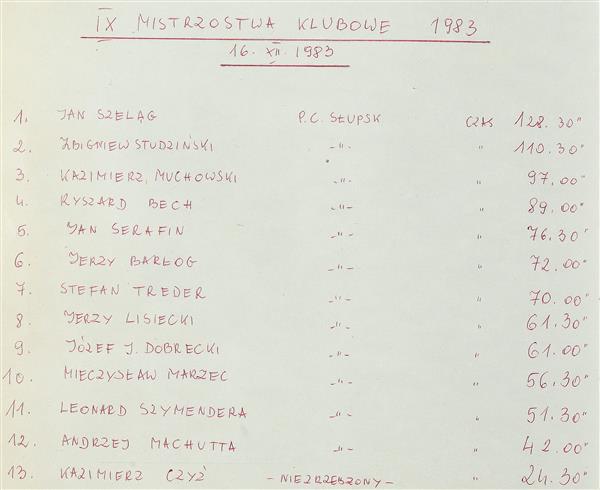 IX MISTRZOSTWA KLUBOWE 1983
16. XII. 1983
1. JAN SZELĄG P.C. SŁUPSK CZAS 128.30"
2. ZBIGNIEW STUDZIŃSKI -"- " 110.30"
3. KAZIMIERZ MUCHOWSKI -"- " 97.00"
4. RYSZARD BECH -"- " 89.00"
5. JAN SERAFIN -"- " 76.30"
6. JERZY BARŁOG -"- " 72.00"
7. STEFAN TREDER -"- " 70.00"
8. JERZY LISIECKI -"- " 61.30"
9. JÓZEF J. DOBRECKI -"- " 61.00"
10. MIECZYSŁAW MARZEC -"- " 56.30"
11. LEONARD SZYMENDERA -"- " 51.30"
12. ANDRZEJ MACHUTTA -"- " 42.00"
13. KAZIMIERZ CZYŻ - NIEZRZESZONY - " 24.30"